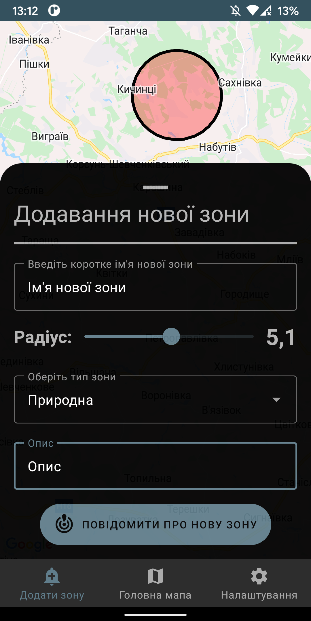 13:12
13%
Таганча
Іванівка
Пішки
Кумейки
Кичинці
Сахнівка
Виграїв
Набутів
Додавання нової зони
Введіть коротке ім'я нової зони
Ім'я нової зони
Радіус:
5,1
Городище
Оберіть тип зони
Природна
Опис
Опис
ПОВІДОМИТИ ПРО НОВУ ЗОНУ
Google
Додати зону
Головна мапа
Налаштування